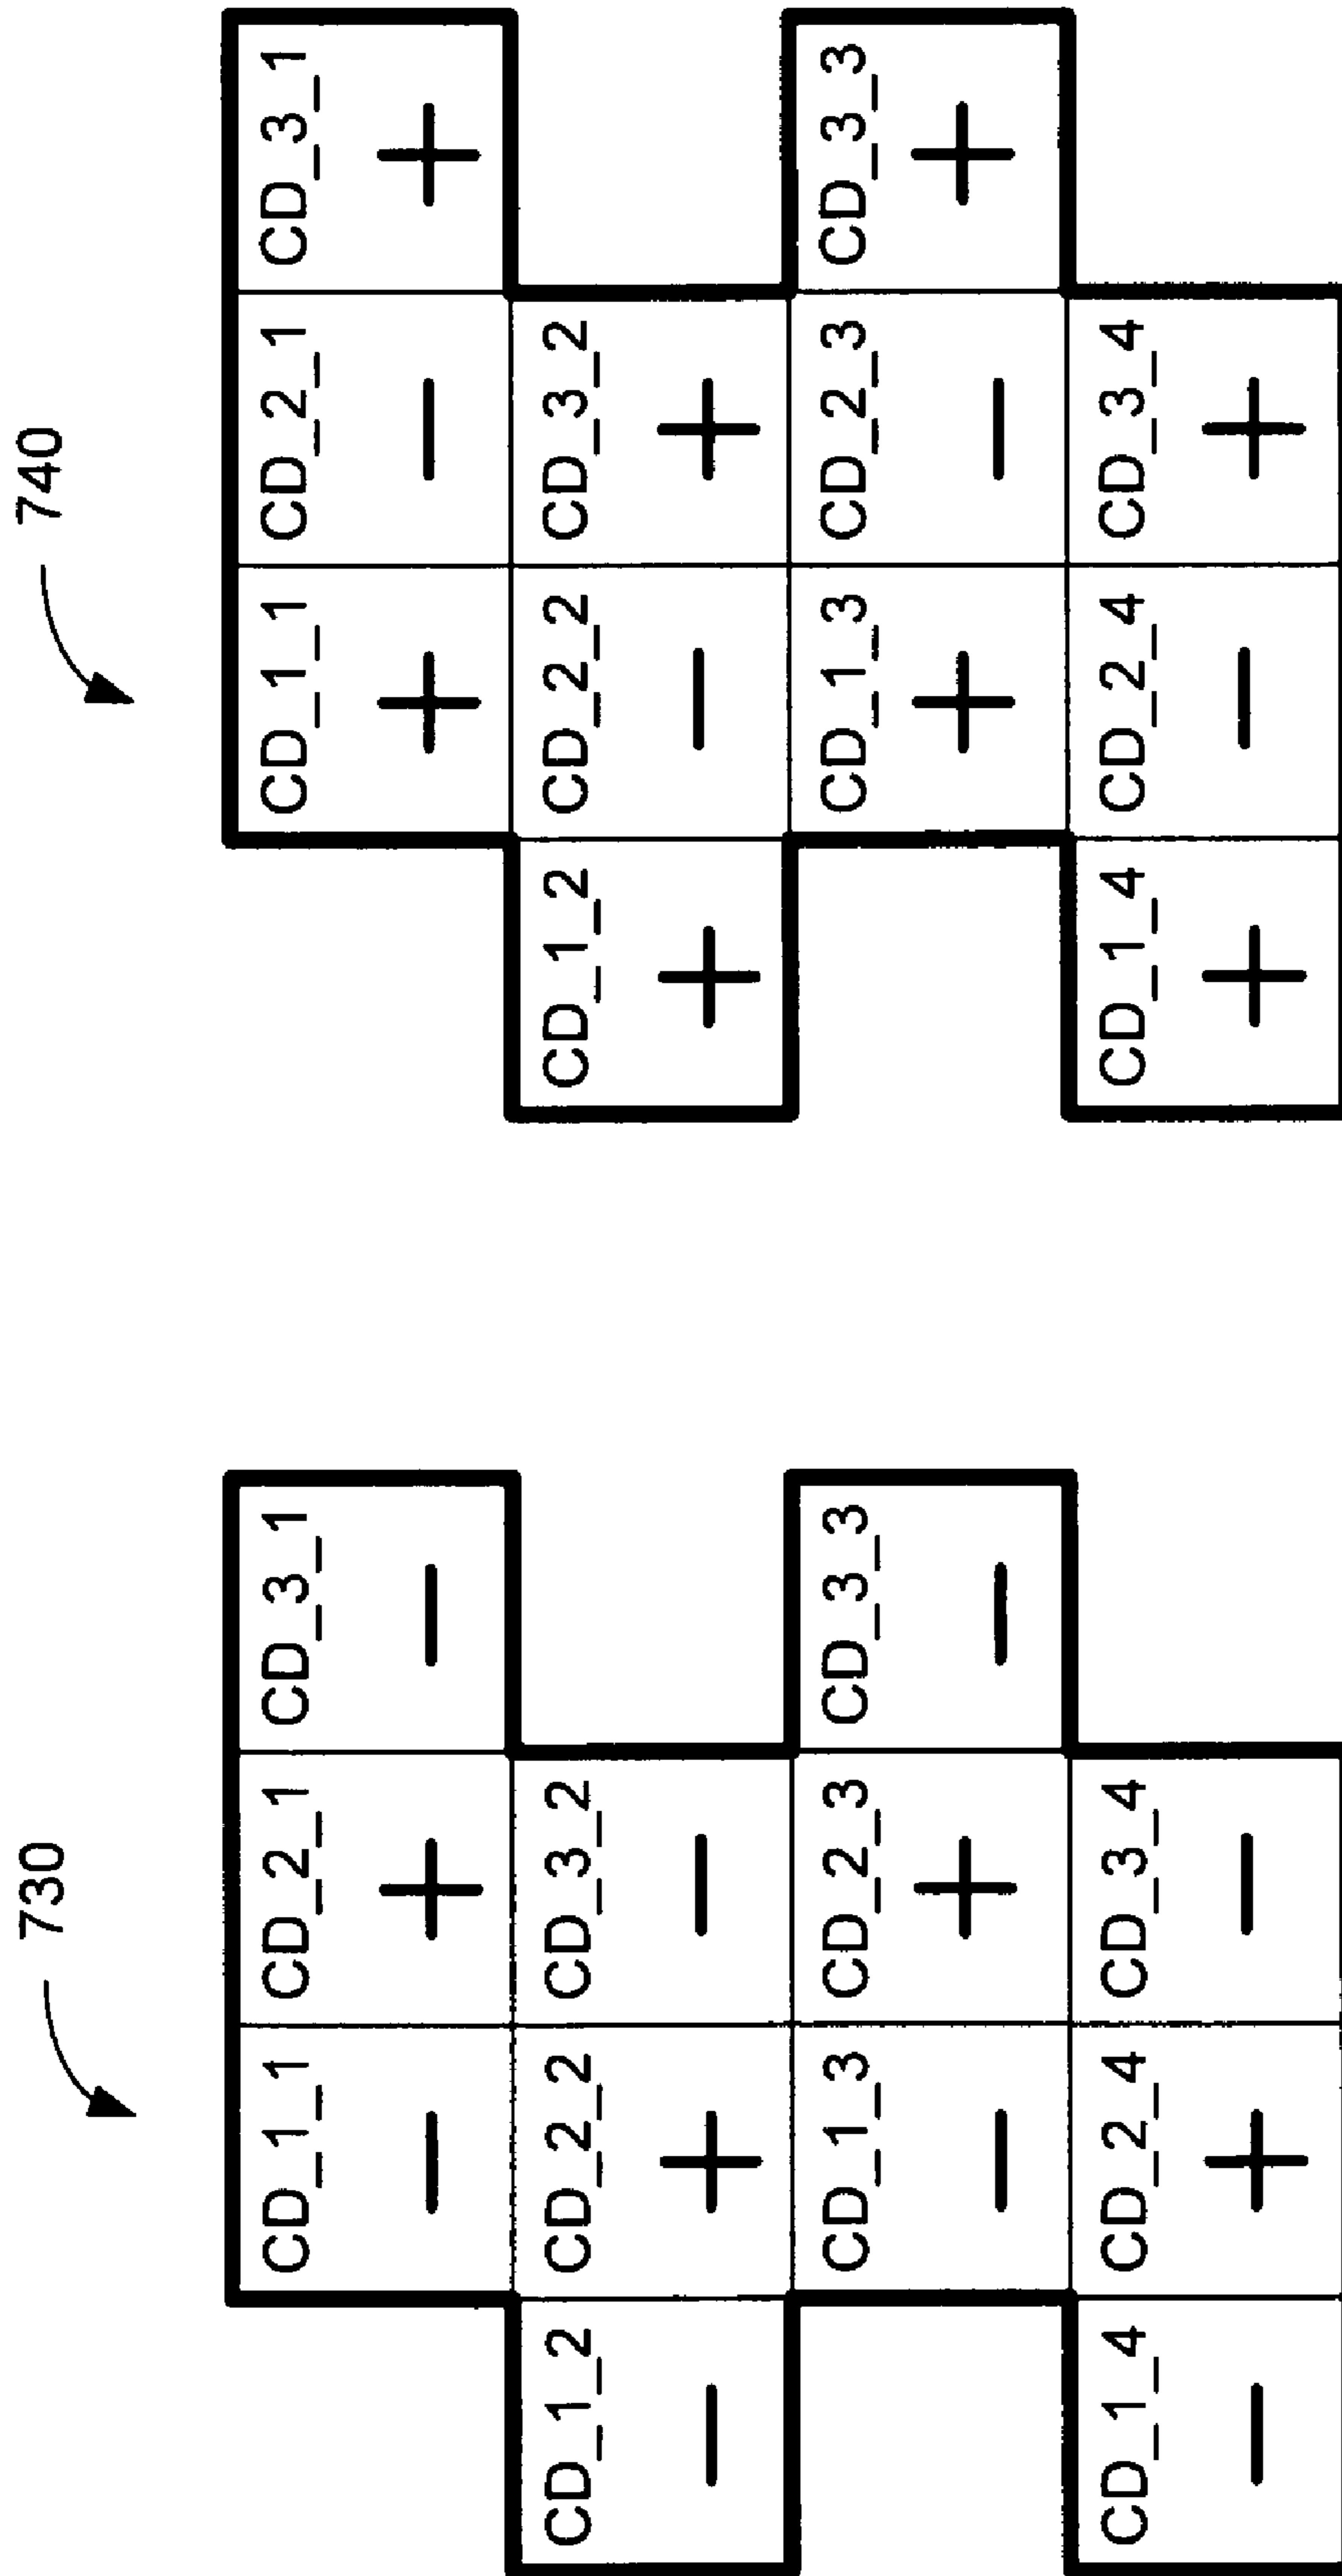 730
CD_1_1
−
CD_2_1
+
CD_3_1
−
CD_1_2
−
CD_2_2
+
CD_3_2
−
CD_1_3
−
CD_2_3
+
CD_3_3
−
CD_1_4
−
CD_2_4
+
CD_3_4
−
740
CD_1_1
+
CD_2_1
−
CD_3_1
+
CD_1_2
+
CD_2_2
−
CD_3_2
+
CD_1_3
+
CD_2_3
−
CD_3_3
+
CD_1_4
+
CD_2_4
−
CD_3_4
+